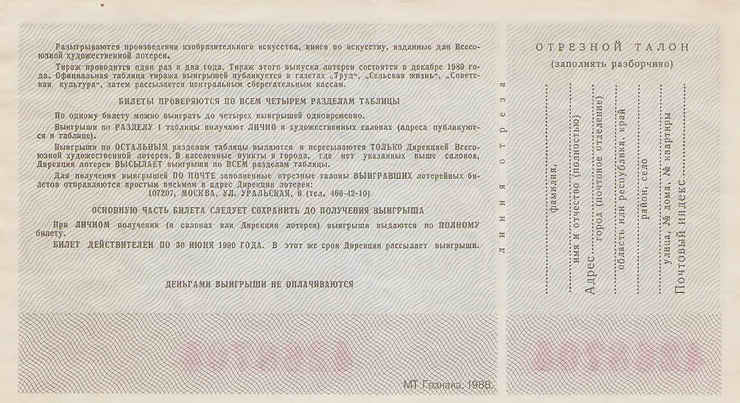 Разыгрываются произведения изобразительного искусства, книги по искусству, изданные для Всесо-
юзной художественной лотереи.
Тираж проводится один раз в два года. Тираж этого выпуска лотереи состоится в декабре 1989 го-
да. Официальная таблица тиража выигрышей публикуется в газетах „Труд", „Сельская жизнь", „Советс-
кая культура", затем рассылается центральным сберегательным кассам.
БИЛЕТЫ ПРОВЕРЯЮТСЯ ПО ВСЕМ ЧЕТЫРЕМ РАЗДЕЛАМ ТАБЛИЦЫ
По одному билету можно выиграть до четырех выигрышей одновременно.
Выигрыши по РАЗДЕЛУ 1 таблицы получают ЛИЧНО в художественных салонах (адреса публикуют-
ся в таблице).
Выигрыши по ОСТАЛЬНЫМ разделам таблицы выдаются и пересылаются ТОЛЬКО Дирекцией Всесо-
юзной художественной лотереи. В населенные пункты и города, где нет указанных выше салонов,
Дирекция лотереи ВЫСЫЛАЕТ выигрыши по ВСЕМ разделам таблицы.
Для получения выигрышей ПО ПОЧТЕ заполненные отрезные талоны ВЫИГРАВШИХ лотерейных би-
летов отправляются простым письмом в адрес Дирекции лотереи:
107207, МОСКВА, УЛ. УРАЛЬСКАЯ, 6 (тел. 466-42-10)
ОСНОВНУЮ ЧАСТЬ БИЛЕТА СЛЕДУЕТ СОХРАНИТЬ ДО ПОЛУЧЕНИЯ ВЫИГРЫША
При ЛИЧНОМ получении (в салонах или Дирекции лотереи) выигрыши выдаются по ПОЛНОМУ
билету.
БИЛЕТ ДЕЙСТВИТЕЛЕН ПО 30 ИЮНЯ 1990 ГОДА. В этот же срок Дирекция рассылает выигрыши.
ДЕНЬГАМИ ВЫИГРЫШИ НЕ ОПЛАЧИВАЮТСЯ
МТ Гознака, 1988.
линия отреза
ОТРЕЗНОЙ ТАЛОН
(заполнять разборчиво)
фамилия,
имя и отчество (полностью)
Адрес
город (почтовое отделение)
область или республика, край
район, село
улица, № дома, № квартиры
Почтовый индекс